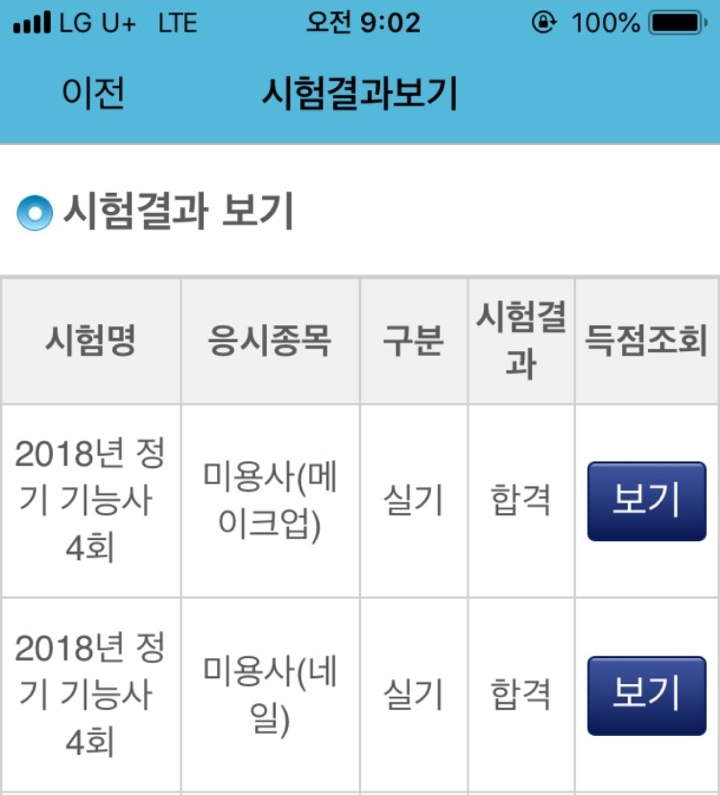 LG U+ LTE 오전 9:02 100%
이전 시험결과보기
시험결과 보기
시험명 응시종목 구분 시험결과 득점조회
2018년 정기 기능사 4회 미용사(메이크업) 실기 합격 보기
2018년 정기 기능사 4회 미용사(네일) 실기 합격 보기